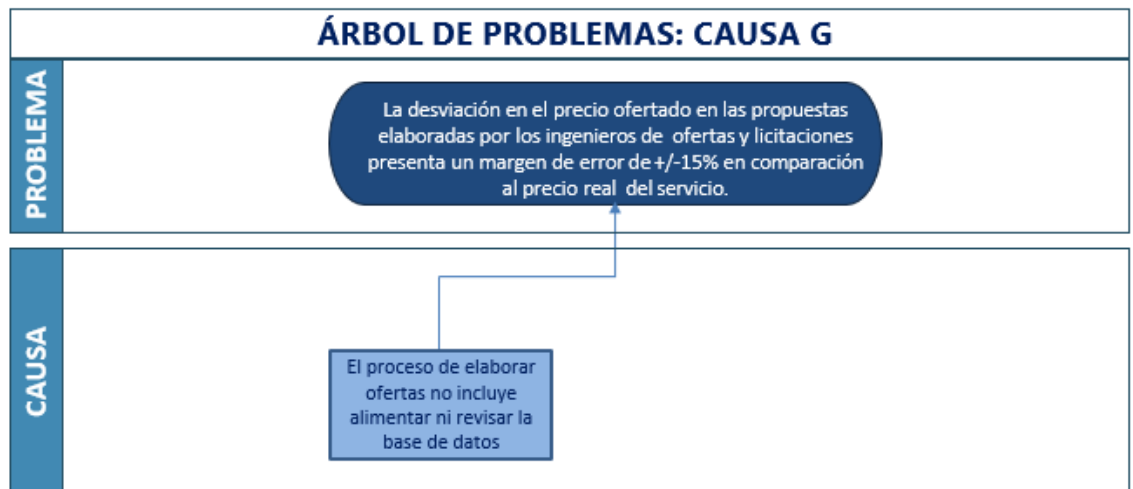 ÁRBOL DE PROBLEMAS: CAUSA G
PROBLEMA
La desviación en el precio ofertado en las propuestas
elaboradas por los ingenieros de ofertas y licitaciones
presenta un margen de error de +/-15% en comparación
al precio real del servicio.
CAUSA
El proceso de elaborar
ofertas no incluye
alimentar ni revisar la
base de datos